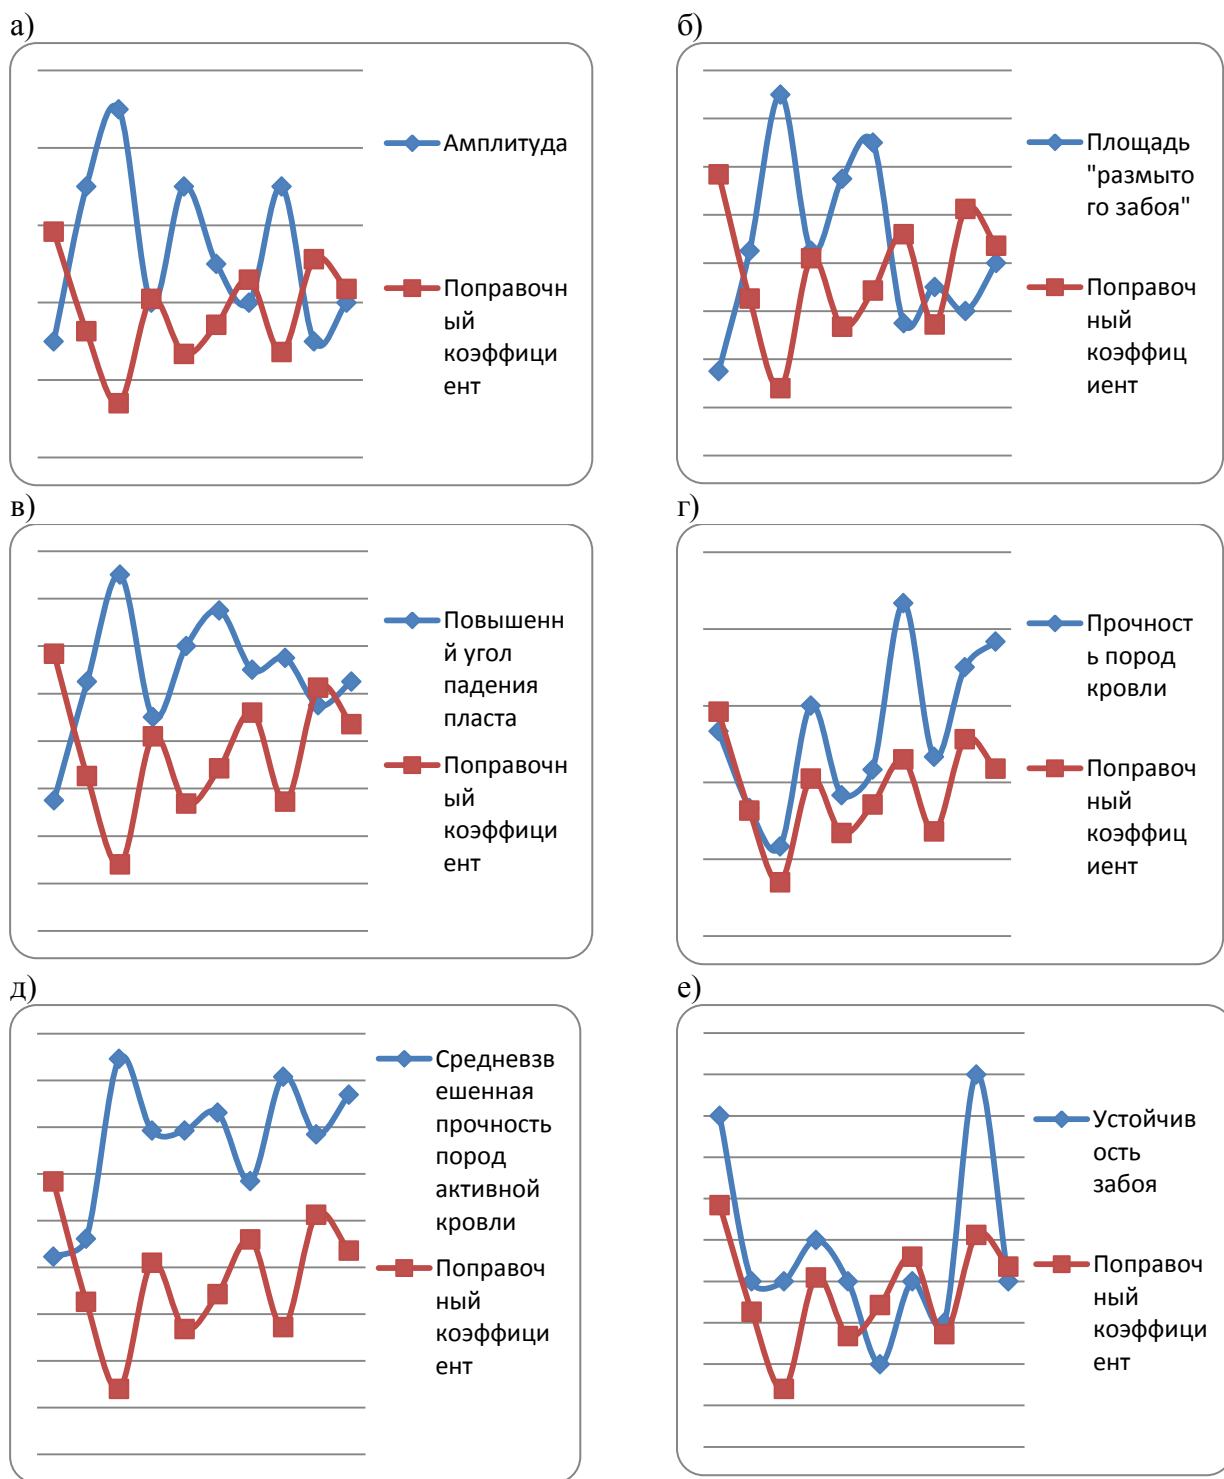 а)
Амплитуда
Поправочн
ый
коэффици
ент
б)
Площадь
"размыто
го забоя"
Поправоч
ный
коэффиц
иент
в)
Повышенн
й угол
падения
пласта
Поправочн
ый
коэффици
ент
г)
Прочност
ь пород
кровли
Поправоч
ный
коэффиц
иент
д)
Средневзв
ешенная
прочность
пород
активной
кровли
Поправоч
ный
коэффици
ент
е)
Устойчив
ость
забоя
Поправоч
ный
коэффици
ент